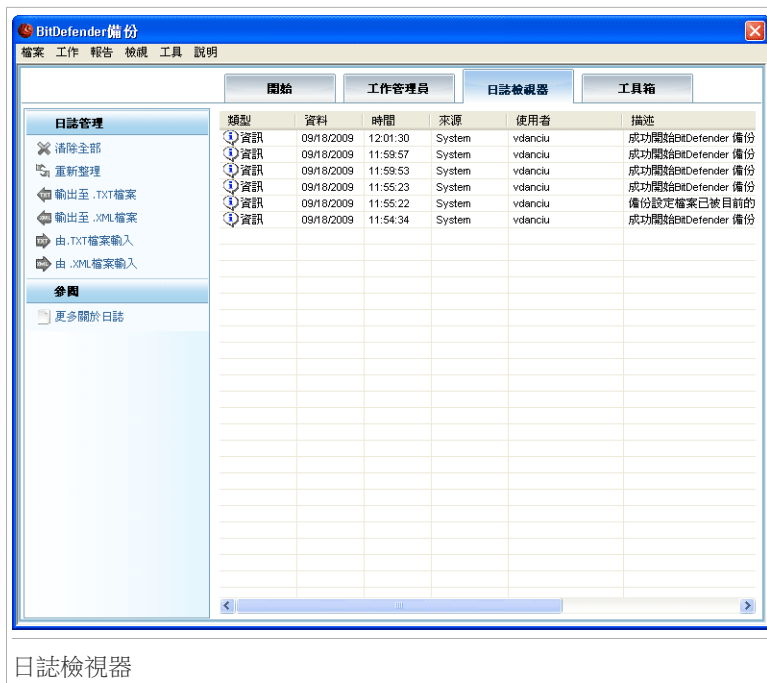 BitDefender備份
檔案 工作 報告 檢視 工具 說明
開始 工作管理員 日誌檢視器 工具箱
日誌管理
清除全部
重新整理
輸出至 .TXT檔案
輸出至 .XML檔案
由.TXT檔案輸入
由 .XML檔案輸入
參閱
更多關於日誌
類型 資料 時間 來源 使用者 描述
資訊 09/18/2009 12:01:30 System vdanciu 成功開始BitDefender 備份
資訊 09/18/2009 11:59:57 System vdanciu 成功開始BitDefender 備份
資訊 09/18/2009 11:59:53 System vdanciu 成功開始BitDefender 備份
資訊 09/18/2009 11:55:23 System vdanciu 成功開始BitDefender 備份
資訊 09/18/2009 11:55:22 System vdanciu 備份設定檔案已被目前的
資訊 09/18/2009 11:54:34 System vdanciu 成功開始BitDefender 備份
日誌檢視器